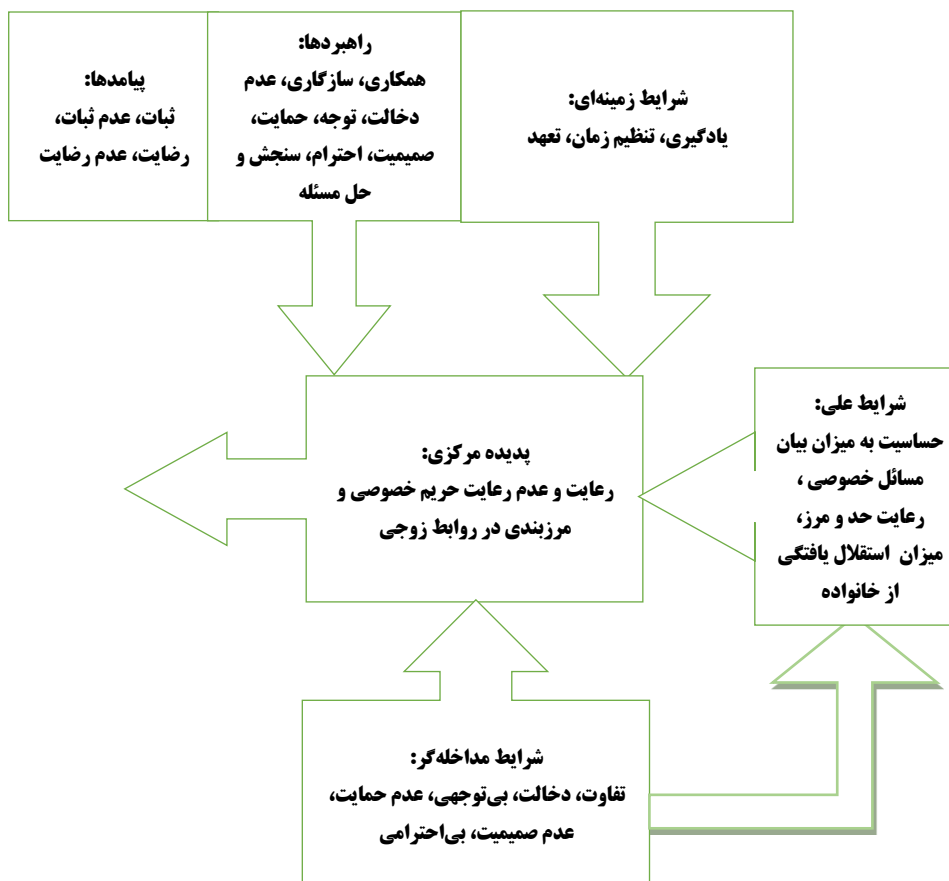 شرایط زمینه‌ای:
یادگیری، تنظیم زمان، تعهد
راهبردها:
همکاری، سازگاری، عدم
دخالت، توجه، حمایت،
صمیمیت، احترام، سنجش و
حل مسئله
پیامدها:
ثبات، عدم ثبات،
رضایت، عدم رضایت
شرایط علی:
حساسیت به میزان بیان
مسائل خصوصی ،
رعایت حد و مرز،
میزان استقلال یافتگی
از خانواده
پدیده مرکزی:
رعایت و عدم رعایت حریم خصوصی و
مرزبندی در روابط زوجی
شرایط مداخله‌گر:
تفاوت، دخالت، بی‌توجهی، عدم حمایت،
عدم صمیمیت، بی‌احترامی